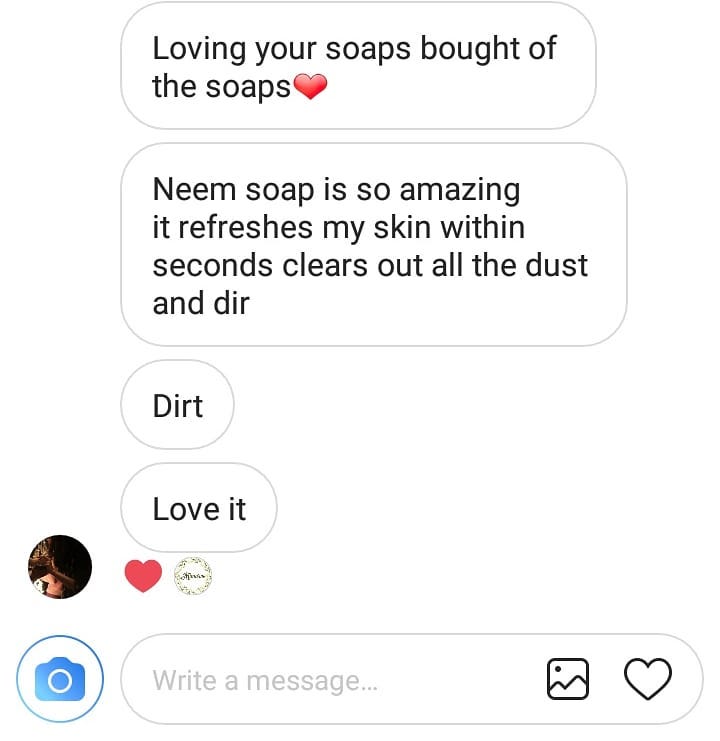 Loving your soaps bought of
the soaps❤️
Neem soap is so amazing
it refreshes my skin within
seconds clears out all the dust
and dir
Dirt
Love it
Write a message...